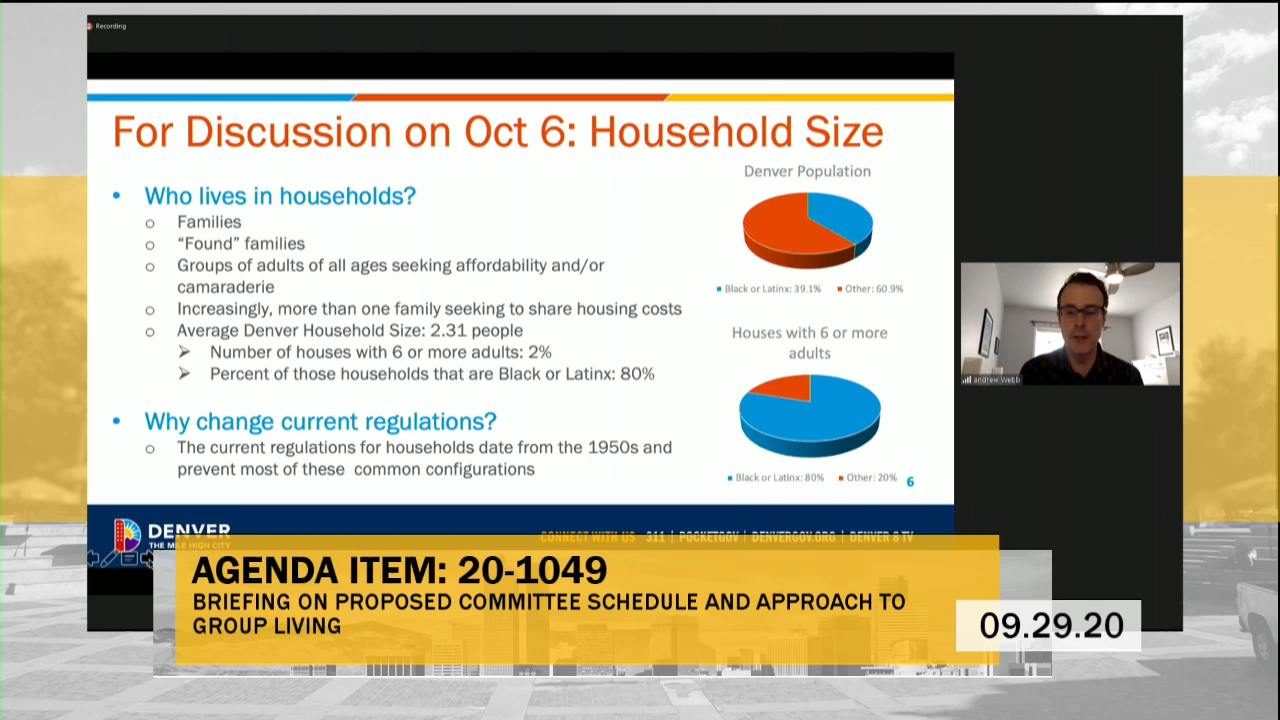 Recording
For Discussion on Oct 6: Household Size
• Who lives in households?
o Families
o “Found” families
o Groups of adults of all ages seeking affordability and/or
camaraderie
o Increasingly, more than one family seeking to share housing costs
o Average Denver Household Size: 2.31 people
➢ Number of houses with 6 or more adults: 2%
➢ Percent of those households that are Black or Latinx: 80%
• Why change current regulations?
o The current regulations for households date from the 1950s and
prevent most of these common configurations
Denver Population
Black or Latinx: 39.1% Other: 60.9%
Houses with 6 or more
adults
Black or Latinx: 80% Other: 20%
6
andrew Webb
DENVER
THE MILE HIGH CITY
CONNECT WITH US 311 | POCKETGOV | DENVERGOV.ORG | DENVER 8 TV
AGENDA ITEM: 20-1049
BRIEFING ON PROPOSED COMMITTEE SCHEDULE AND APPROACH TO
GROUP LIVING
09.29.20